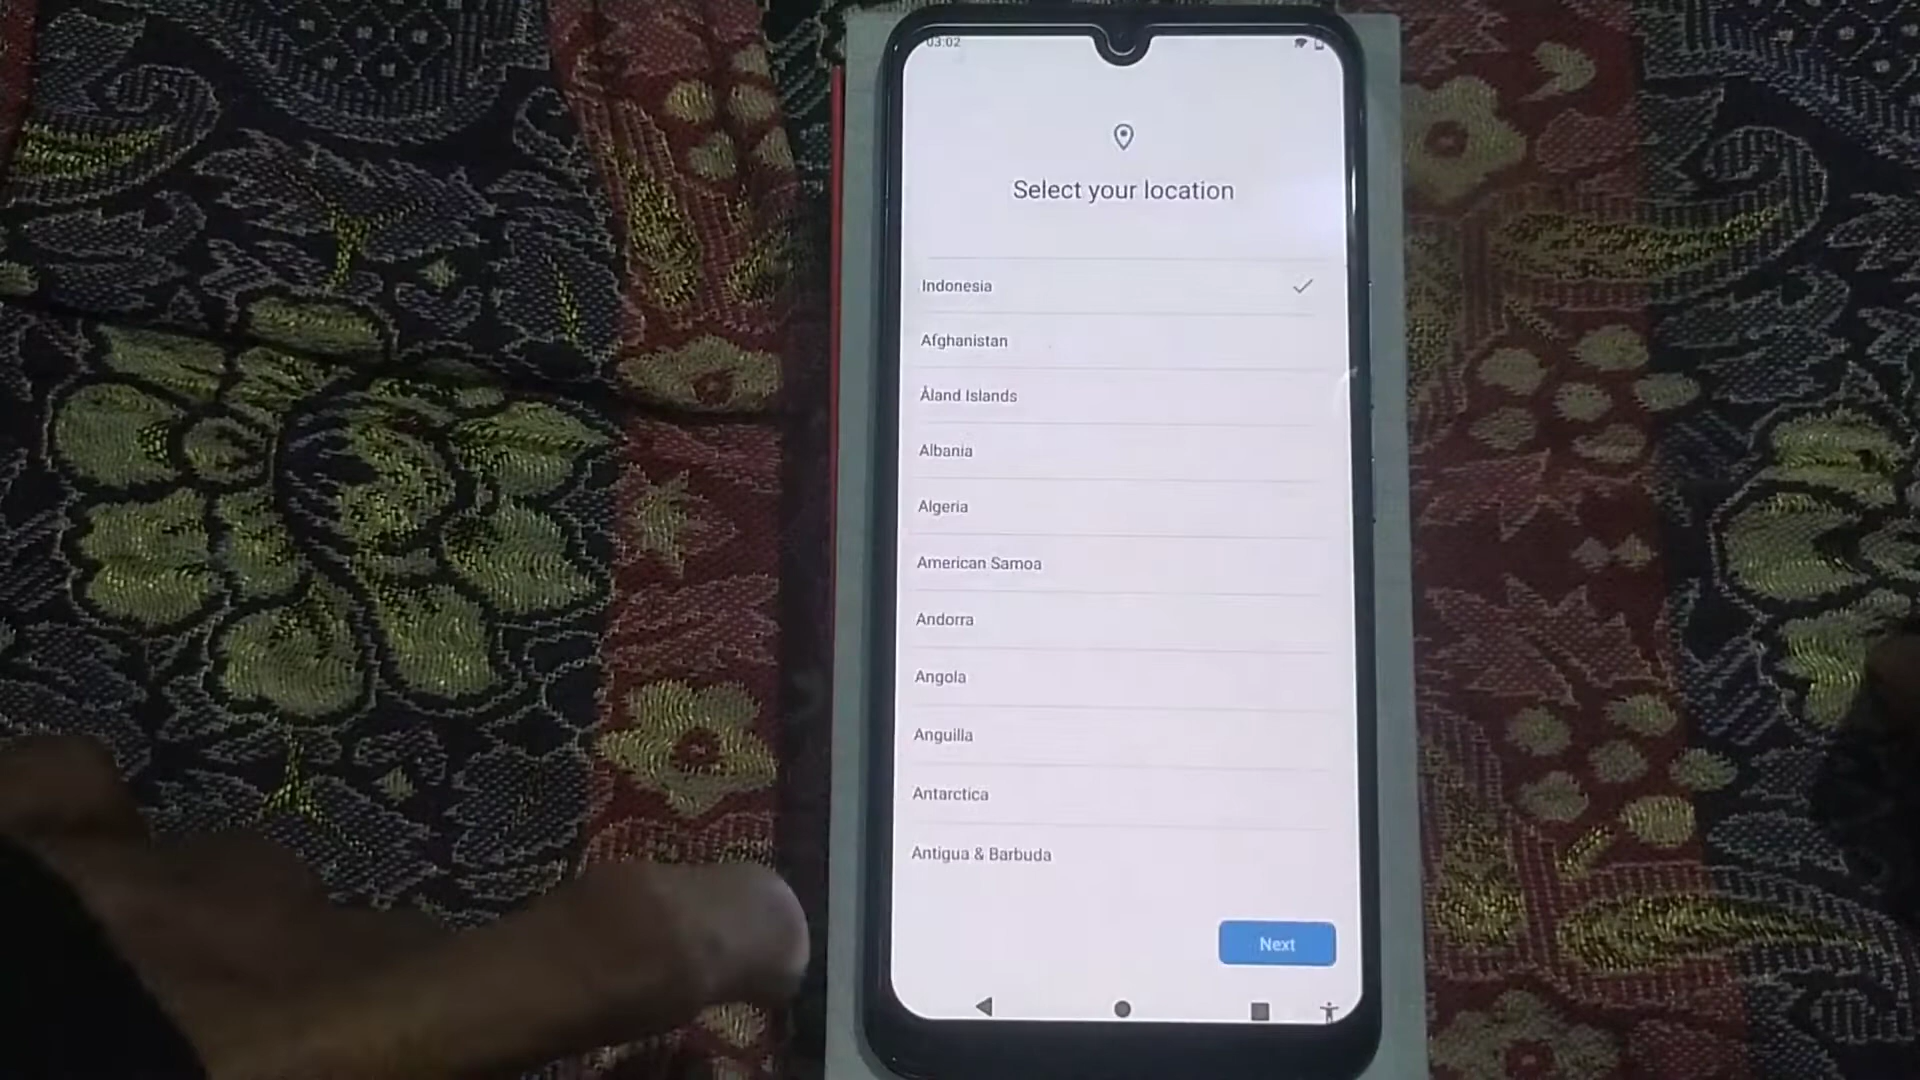 03:02
Select your location
Indonesia
Afghanistan
Åland Islands
Albania
Algeria
American Samoa
Andorra
Angola
Anguilla
Antarctica
Antigua & Barbuda
Next